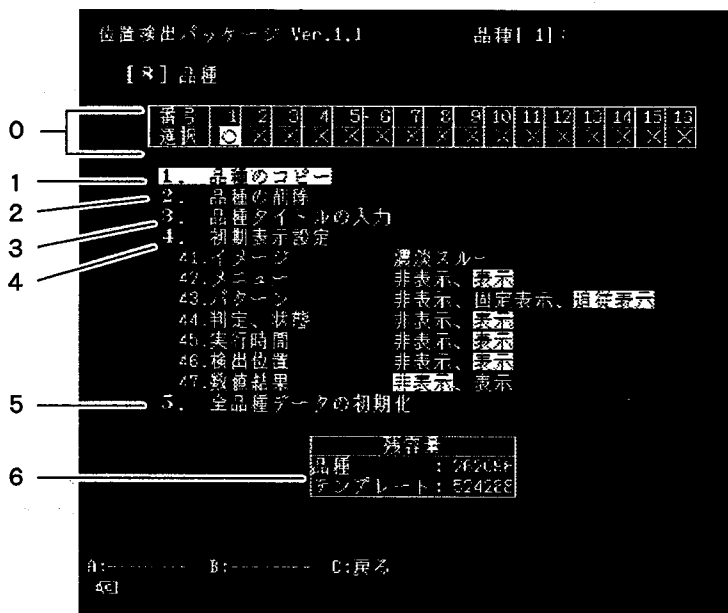 位置検出パッケージ Ver.1.1 品種[ 1]:
[8] 品種
0
番号 1 2 3 4 5 6 7 8 9 10 11 12 13 14 15 16
選択 ○ × × × × × × × × × × × × × × ×
1 1. 品種のコピー
2 2. 品種の削除
3 3. 品種タイトルの入力
4 4. 初期表示設定
41.イメージ 濃淡スルー
42.メニュー 非表示、表示
43.パターン 非表示、固定表示、追従表示
44.判定、状態 非表示、表示
45.実行時間 非表示、表示
46.検出位置 非表示、表示
47.数値結果 非表示、表示
5 5. 全品種データの初期化
残容量
品種 : 262098
6 テンプレート: 524288
A:--------- B:--------- C:戻る